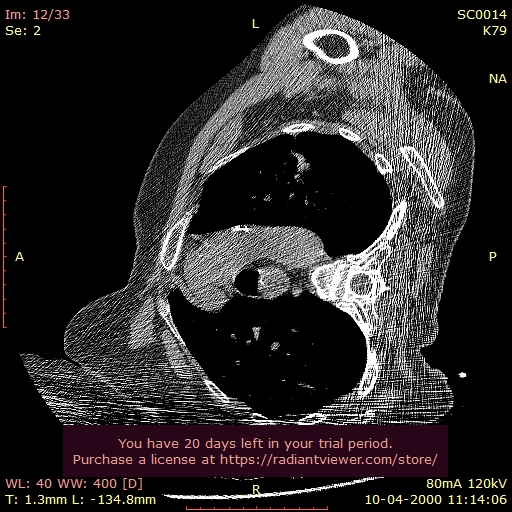 Im: 12/33
Se: 2
L
SC0014
K79
NA
A
P
You have 20 days left in your trial period.
Purchase a license at https://radiantviewer.com/store/
WL: 40 WW: 400 [D]
T: 1.3mm L: -134.8mm
R
80mA 120kV
10-04-2000 11:14:06